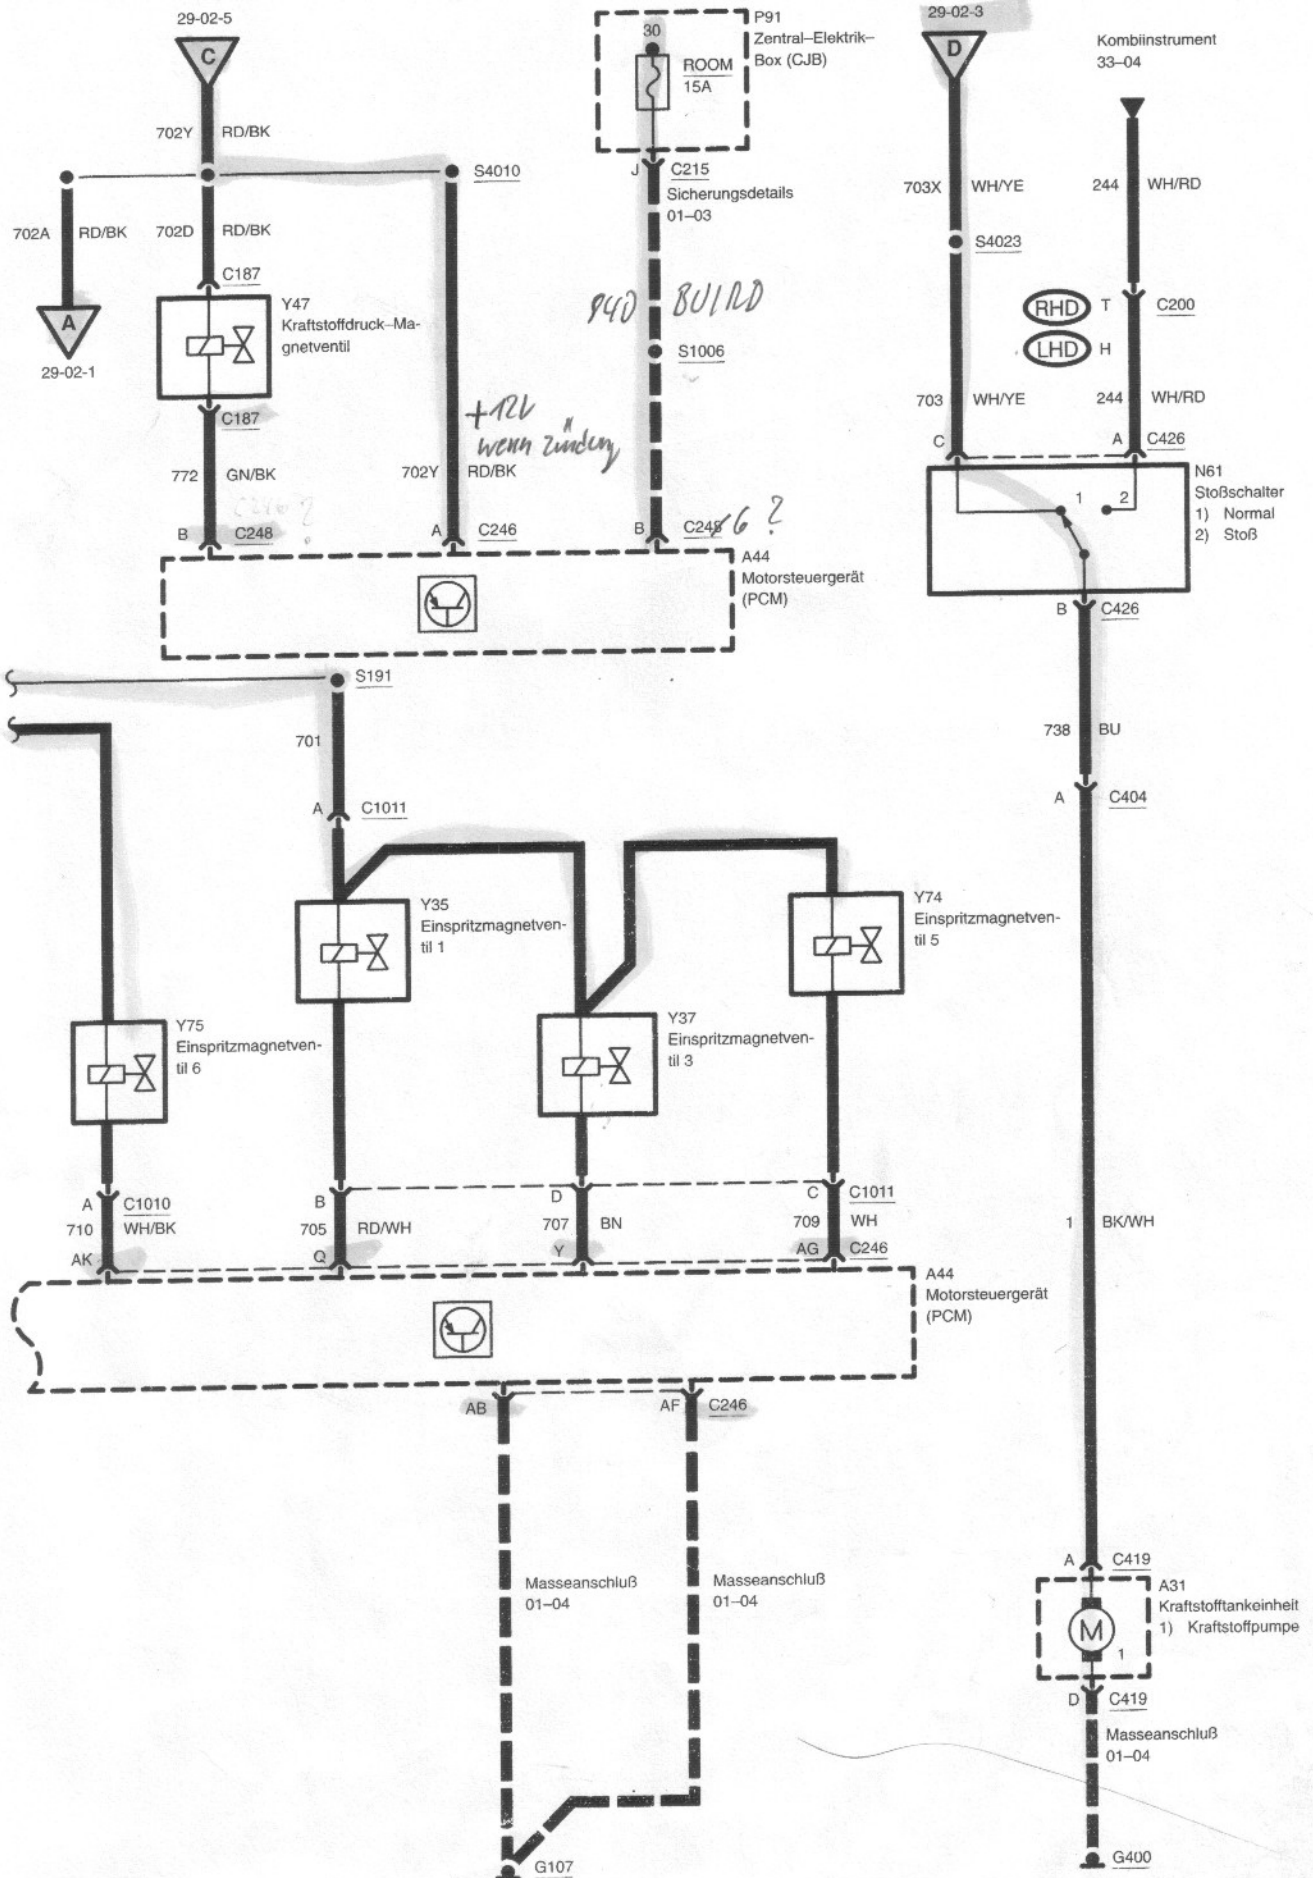 29-02-5
C
702Y RD/BK
S4010
702A RD/BK
702D RD/BK
A
29-02-1
C187
Y47
Kraftstoffdruck–Ma-
gnetventil
C187
772 GN/BK
C246?
B C248
+12V
wenn Zündung
702Y RD/BK
A C246
30
ROOM
15A
P91
Zentral–Elektrik–
Box (CJB)
J C215
Sicherungsdetails
01–03
940 BU/RD
S1006
B C248
6?
A44
Motorsteuergerät
(PCM)
29-02-3
D
703X WH/YE
S4023
703 WH/YE
C
Kombiinstrument
33–04
244 WH/RD
RHD T C200
LHD H
244 WH/RD
A C426
N61
Stoßschalter
1) Normal
2) Stoß
1 2
B C426
738 BU
A C404
1 BK/WH
A C419
A31
Kraftstofftankeinheit
1) Kraftstoffpumpe
M
1
D C419
Masseanschluß
01–04
G400
S191
701
A C1011
Y35
Einspritzmagnetven-
til 1
Y74
Einspritzmagnetven-
til 5
Y75
Einspritzmagnetven-
til 6
Y37
Einspritzmagnetven-
til 3
A C1010
B
D
C C1011
710 WH/BK
705 RD/WH
707 BN
709 WH
AK
Q
Y
AG C246
A44
Motorsteuergerät
(PCM)
AB
AF C246
Masseanschluß
01–04
Masseanschluß
01–04
G107